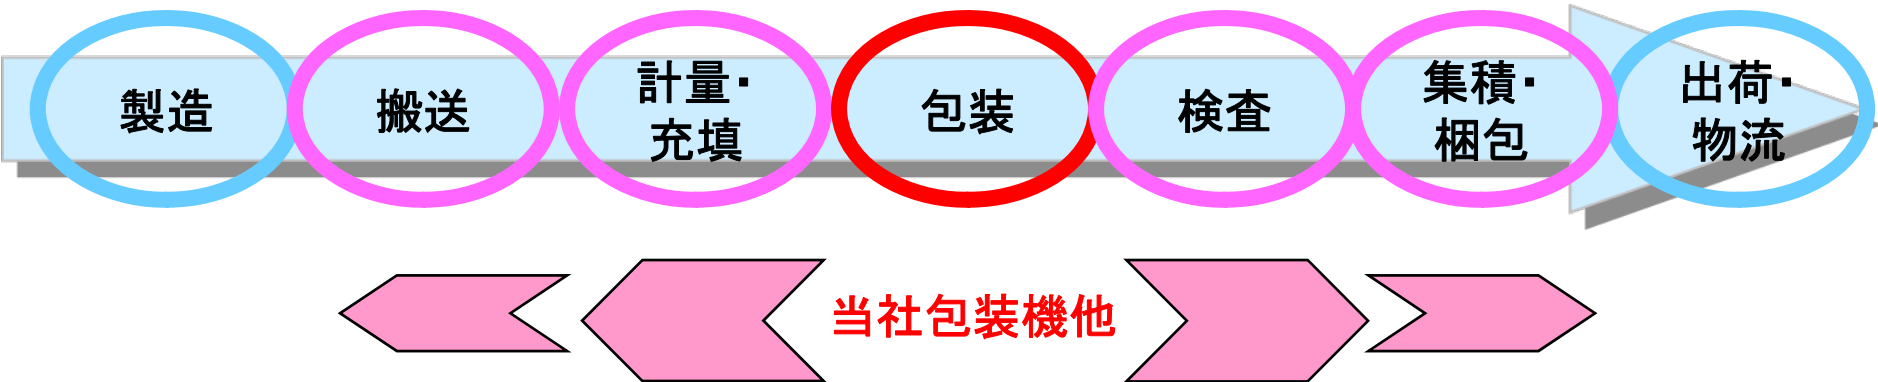 製造
搬送
計量・
充填
包装
検査
集積・
梱包
出荷・
物流
当社包装機他